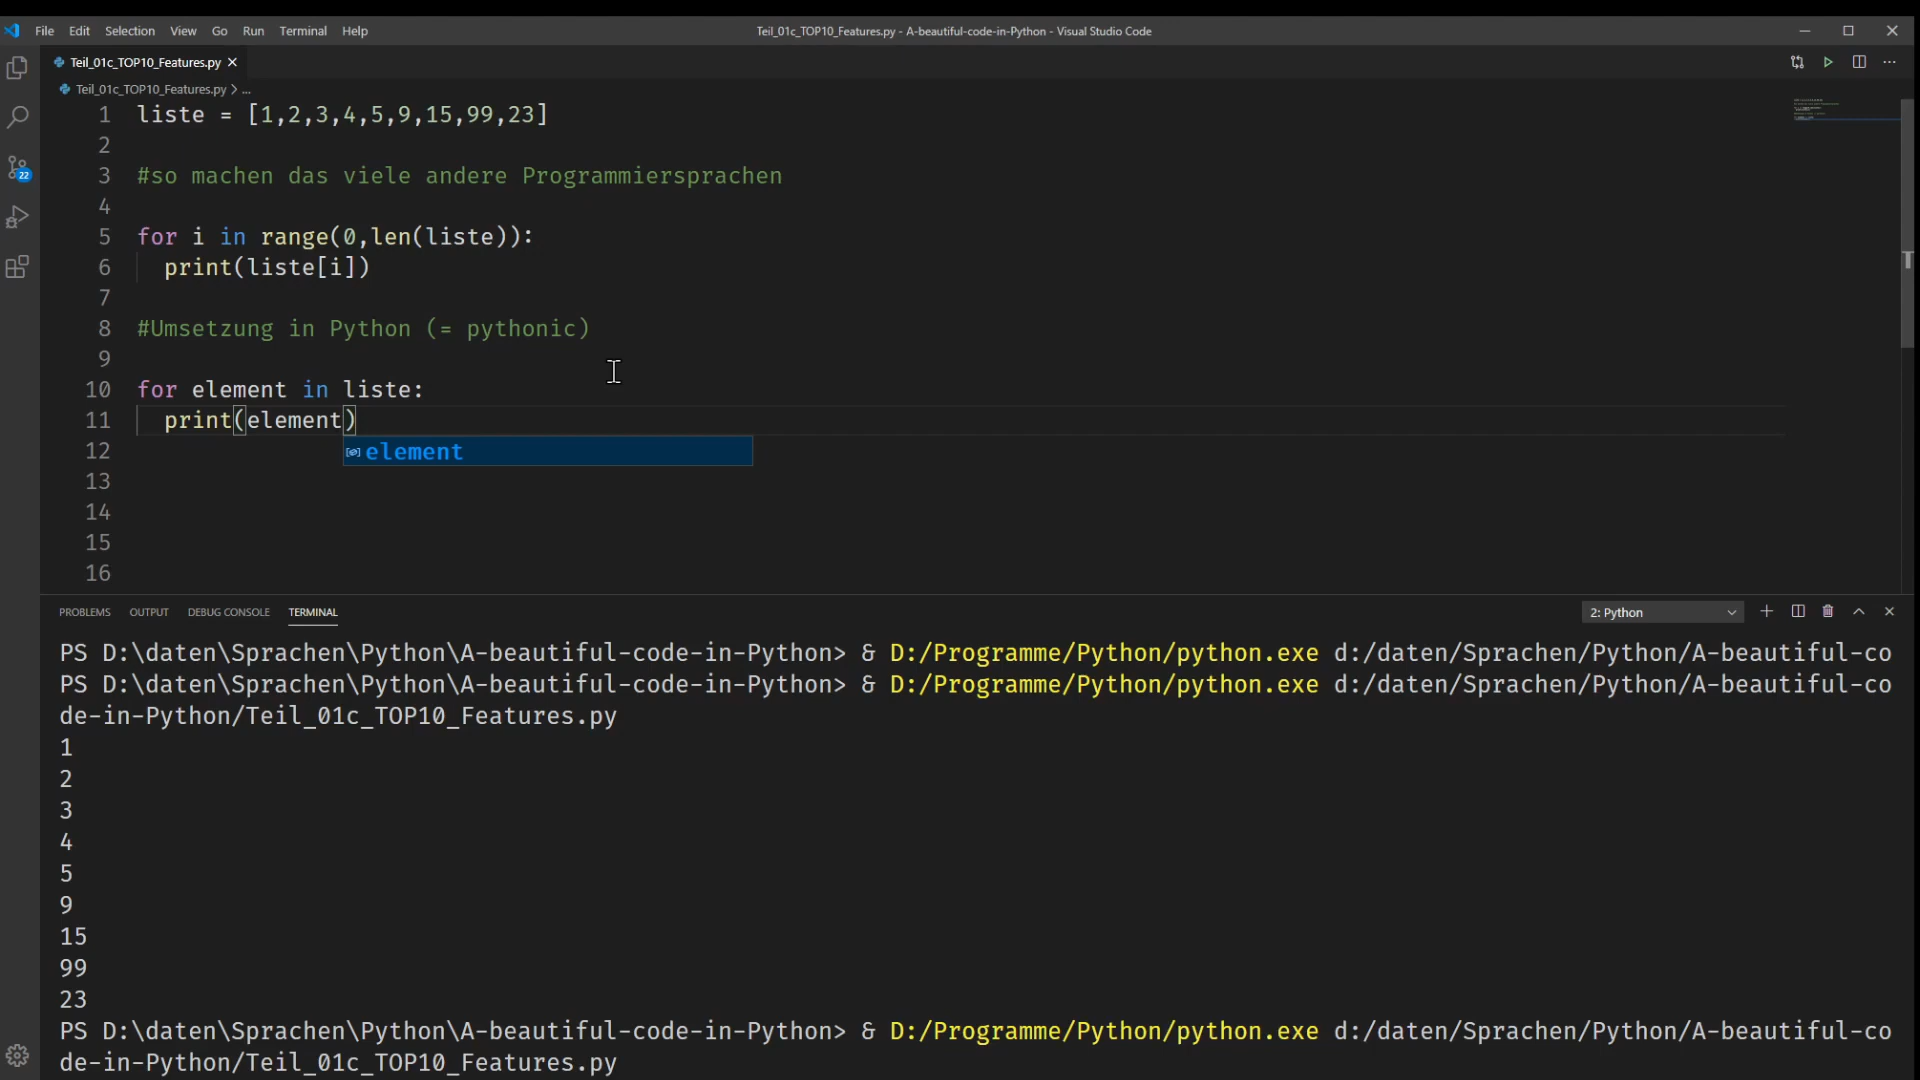 File Edit Selection View Go Run Terminal Help Teil_01c_TOP10_Features.py - A-beautiful-code-in-Python - Visual Studio Code
Teil_01c_TOP10_Features.py
Teil_01c_TOP10_Features.py > ...
1 liste = [1,2,3,4,5,9,15,99,23]
2
3 #so machen das viele andere Programmiersprachen
4
5 for i in range(0,len(liste)):
6 print(liste[i])
7
8 #Umsetzung in Python (= pythonic)
9
10 for element in liste:
11 print(element)
12 element
13
14
15
16
22
PROBLEMS OUTPUT DEBUG CONSOLE TERMINAL 2: Python
PS D:\daten\Sprachen\Python\A-beautiful-code-in-Python> & D:/Programme/Python/python.exe d:/daten/Sprachen/Python/A-beautiful-co
PS D:\daten\Sprachen\Python\A-beautiful-code-in-Python> & D:/Programme/Python/python.exe d:/daten/Sprachen/Python/A-beautiful-co
de-in-Python/Teil_01c_TOP10_Features.py
1
2
3
4
5
9
15
99
23
PS D:\daten\Sprachen\Python\A-beautiful-code-in-Python> & D:/Programme/Python/python.exe d:/daten/Sprachen/Python/A-beautiful-co
de-in-Python/Teil_01c_TOP10_Features.py